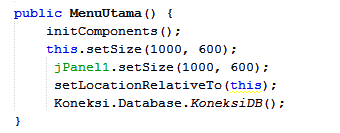 public MenuUtama() {
initComponents();
this.setSize(1000, 600);
jPanel1.setSize(1000, 600);
setLocationRelativeTo(this);
Koneksi.Database.KoneksiDB();
}